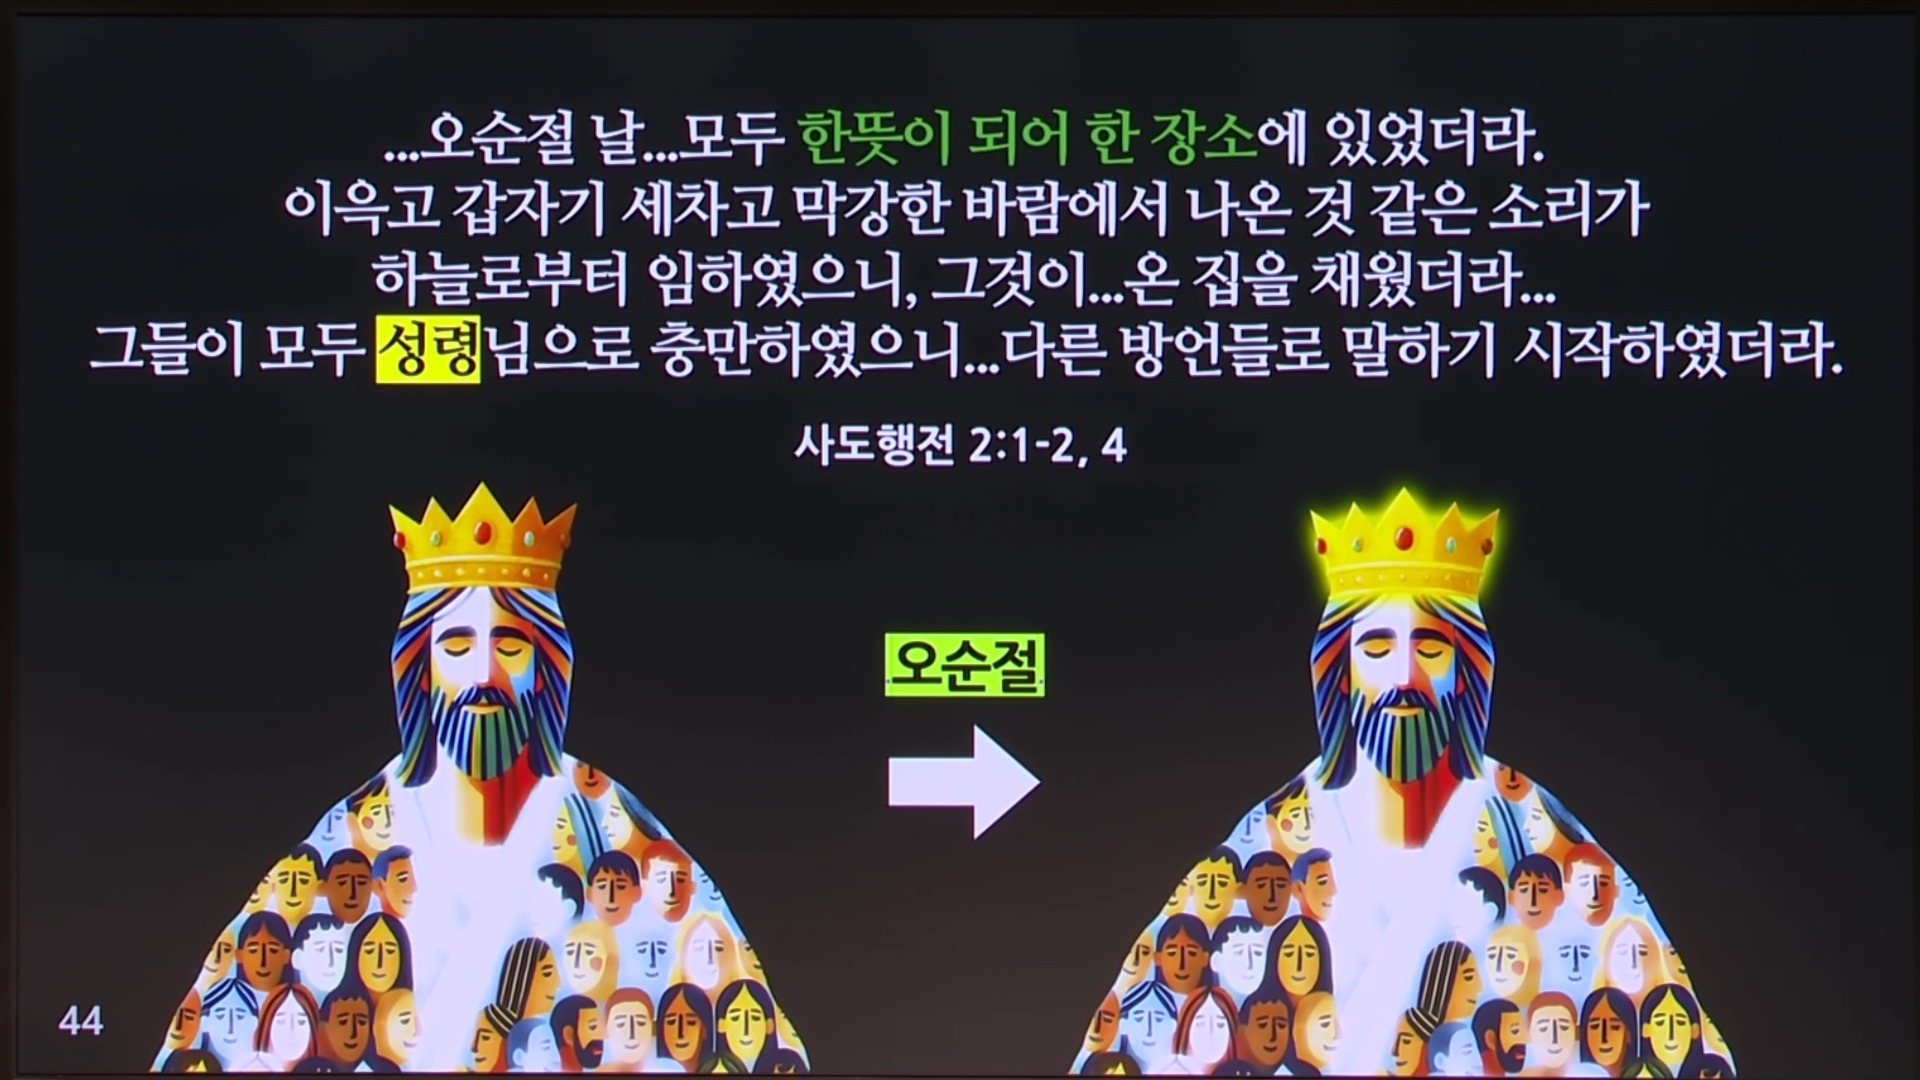 ...오순절 날...모두 한뜻이 되어 한 장소에 있었더라.
이윽고 갑자기 세차고 막강한 바람에서 나온 것 같은 소리가
하늘로부터 임하였으니, 그것이...온 집을 채웠더라...
그들이 모두 성령님으로 충만하였으니...다른 방언들로 말하기 시작하였더라.
사도행전 2:1-2, 4
오순절
44